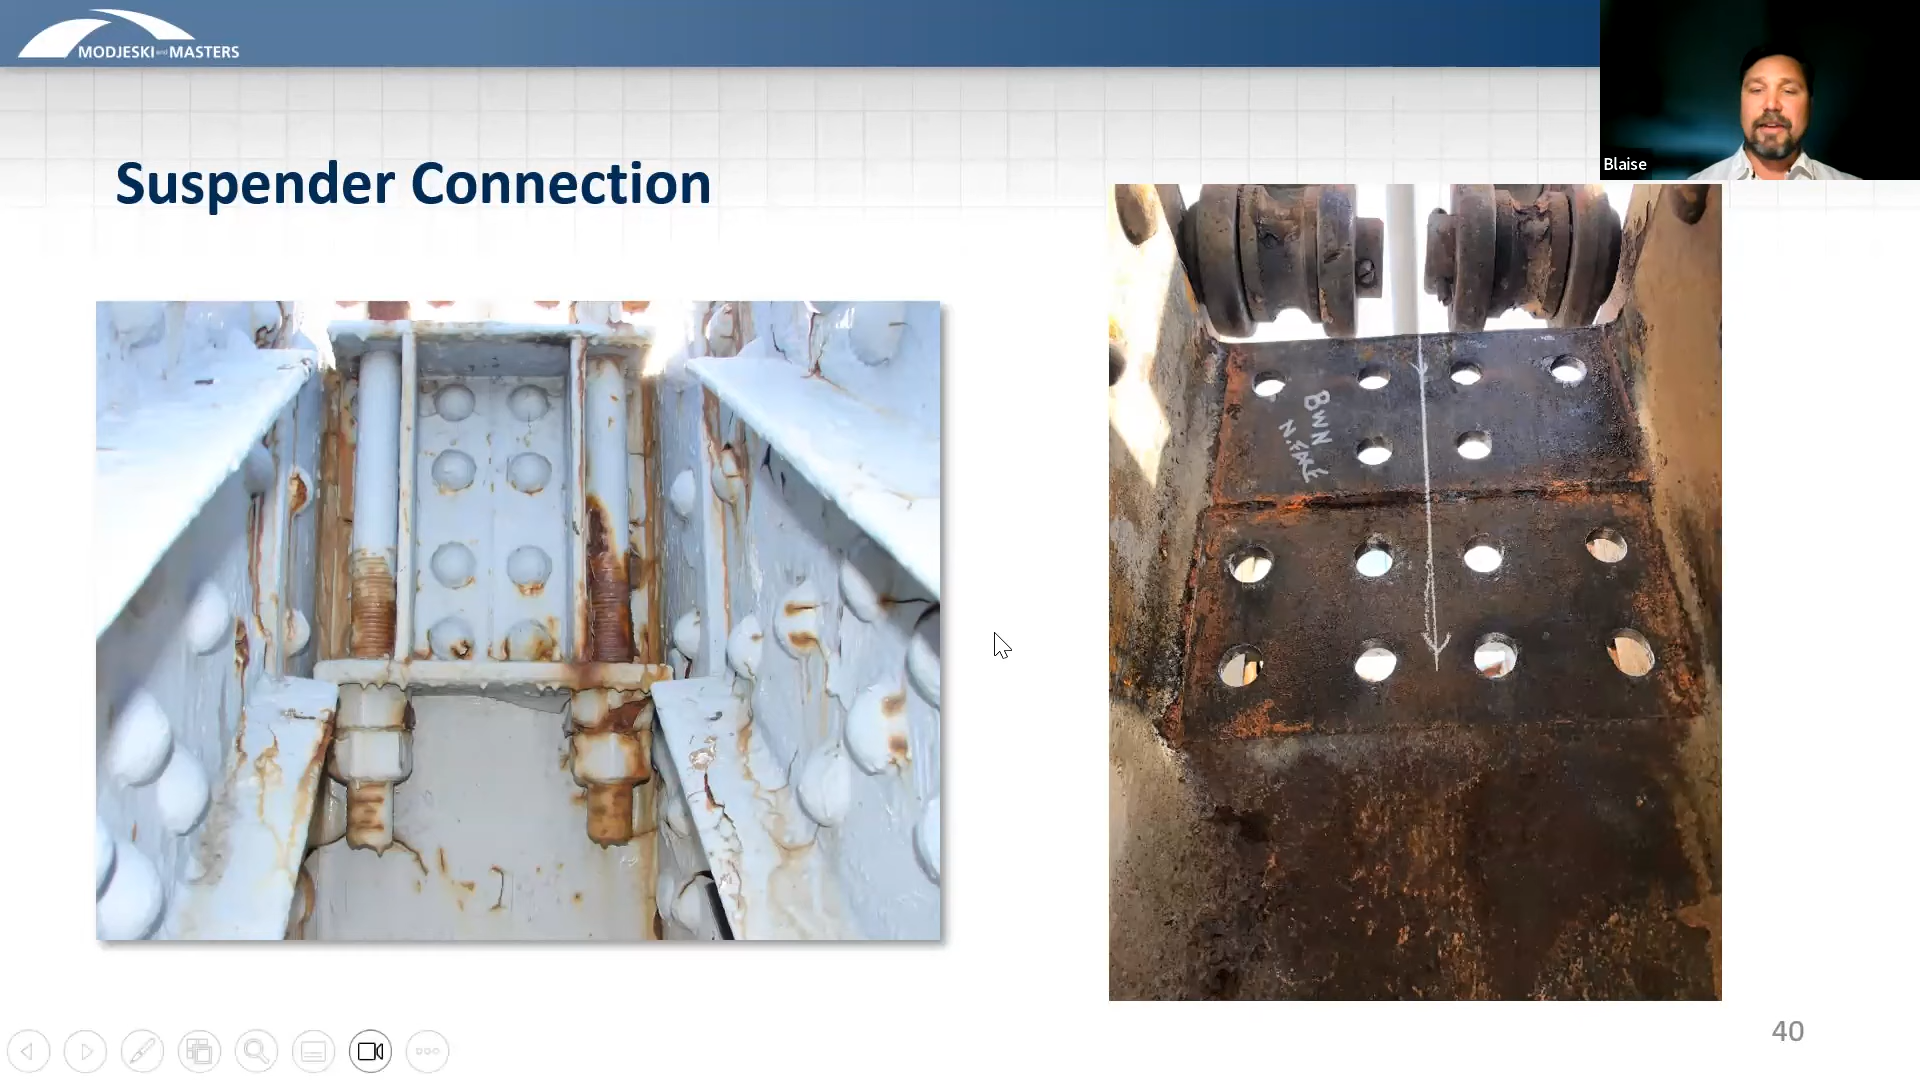 MODJESKI and MASTERS
Blaise
Suspender Connection
BWN
N. FACE
40